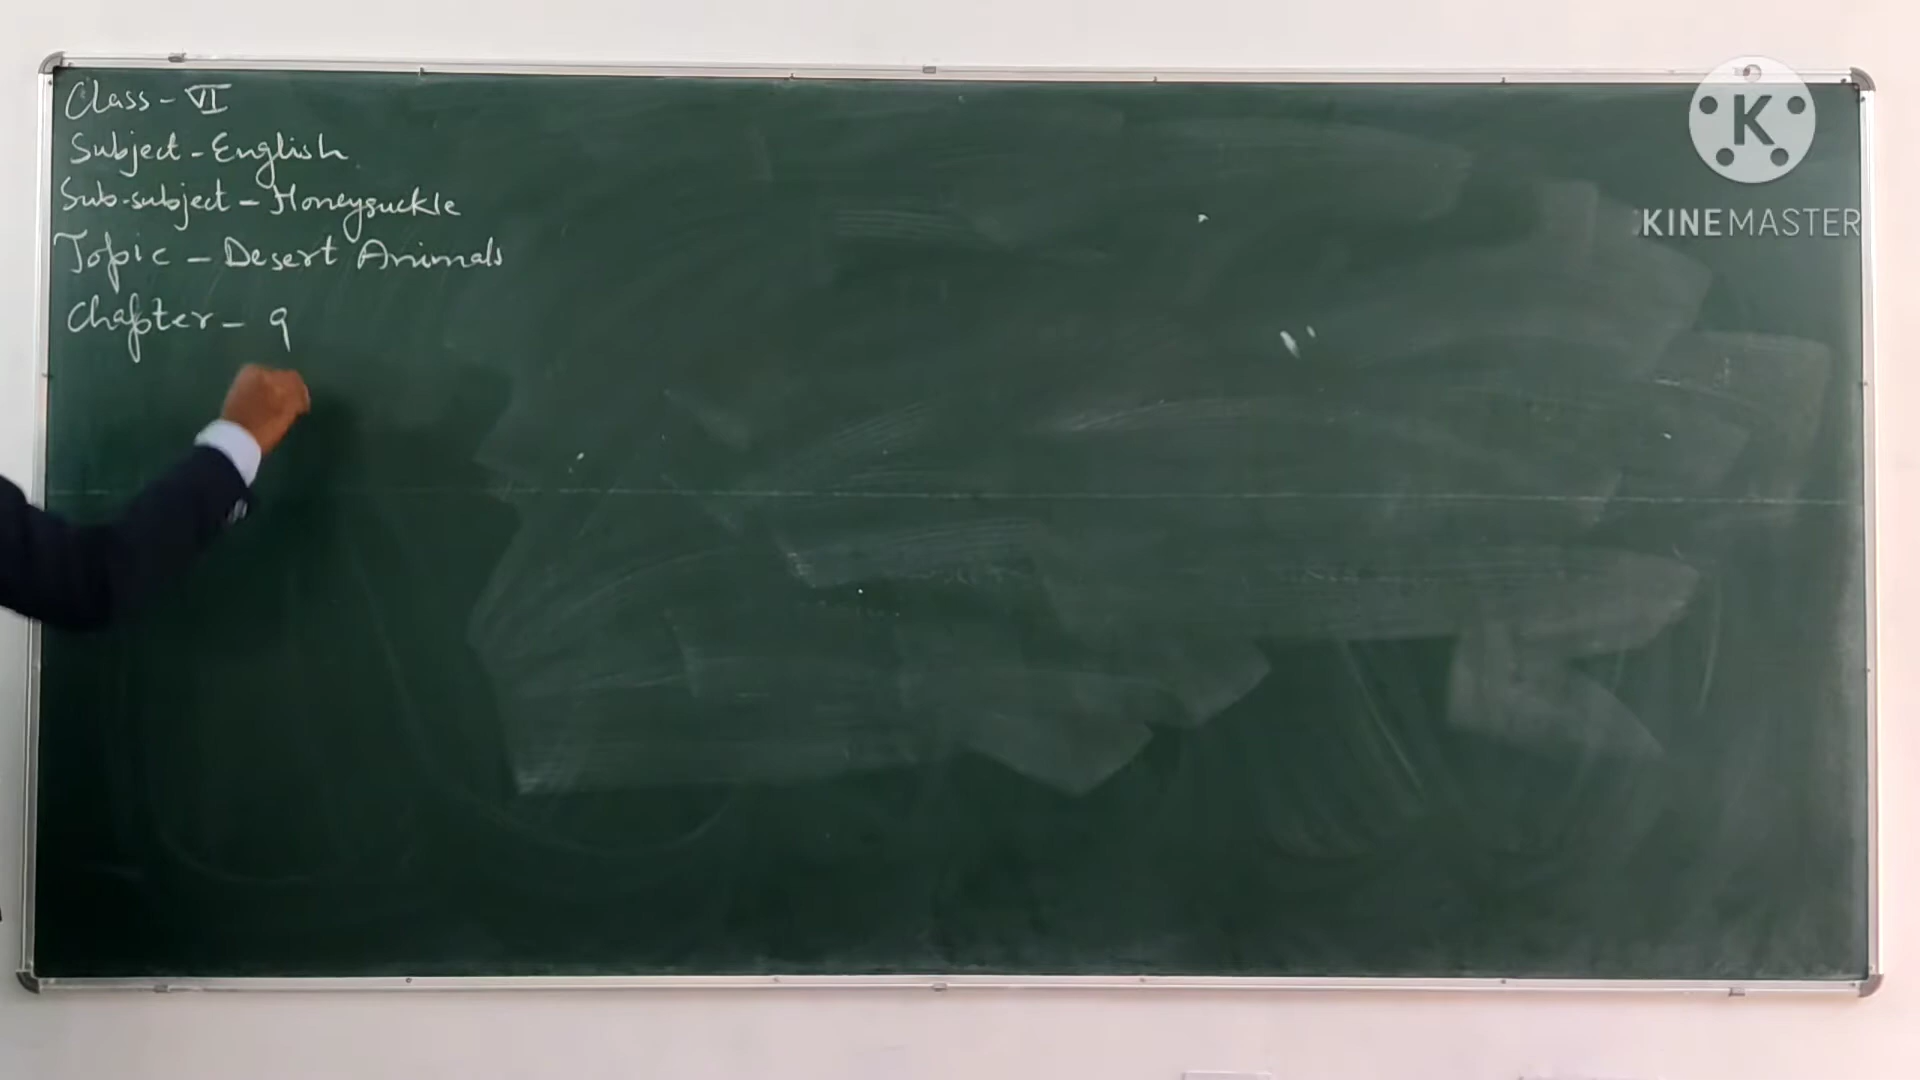 Class - VI
Subject - English
Sub-subject - Honeysuckle
Topic - Desert Animals
Chapter - 9
K
KINEMASTER